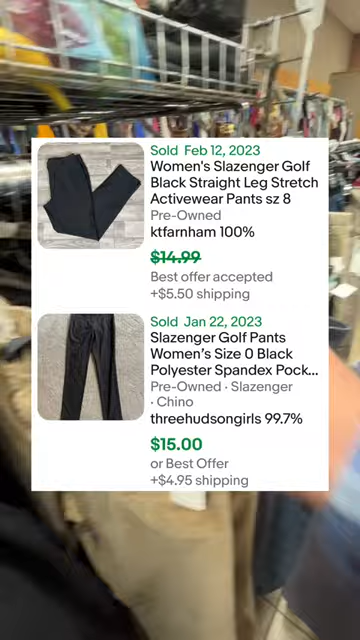 Sold Feb 12, 2023
Women's Slazenger Golf
Black Straight Leg Stretch
Activewear Pants sz 8
Pre-Owned
ktfarnham 100%
$14.99
Best offer accepted
+$5.50 shipping
Sold Jan 22, 2023
Slazenger Golf Pants
Women's Size 0 Black
Polyester Spandex Pock...
Pre-Owned · Slazenger
· Chino
threehudsongirls 99.7%
$15.00
or Best Offer
+$4.95 shipping